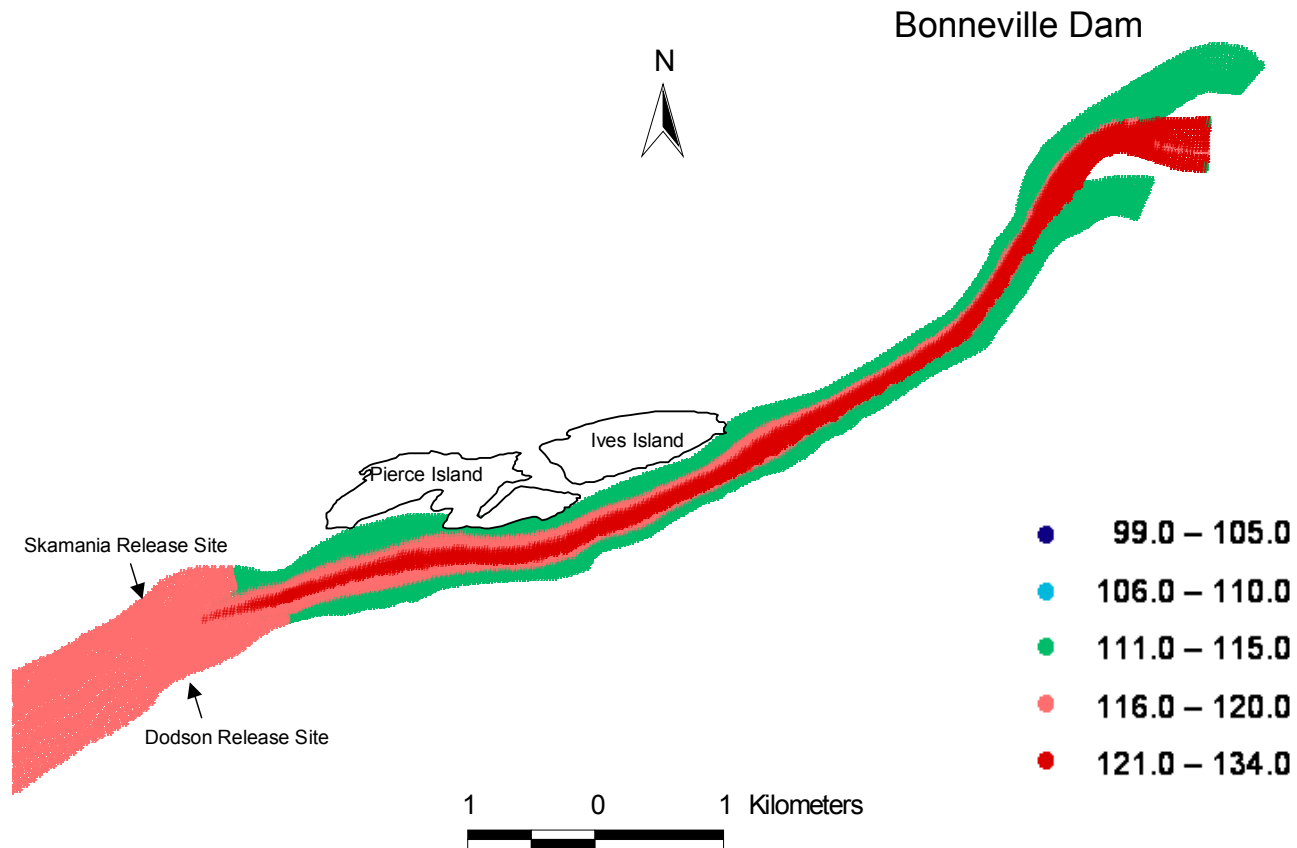 Bonneville Dam
N
Ives Island
Pierce Island
Skamania Release Site
Dodson Release Site
99.0 – 105.0
106.0 – 110.0
111.0 – 115.0
116.0 – 120.0
121.0 – 134.0
1 0 1 Kilometers